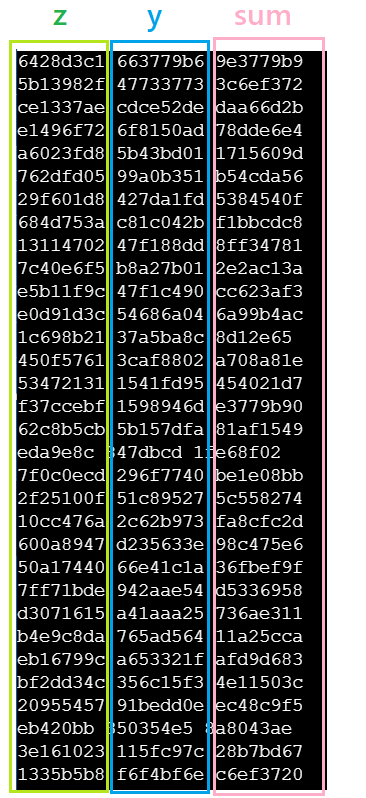 z y sum
6428d3c1 663779b6 9e3779b9
5b13982f 47733773 3c6ef372
ce1337ae cdce52de daa66d2b
e1496f72 6f8150ad 78dde6e4
a6023fd8 5b43bd01 1715609d
762dfd05 99a0b351 b54cda56
29f601d8 427da1fd 5384540f
684d753a c81c042b f1bbcdc8
13114702 47f188dd 8ff34781
7c40e6f5 b8a27b01 2e2ac13a
e5b11f9c 47f1c490 cc623af3
e0d91d3c 54686a04 6a99b4ac
1c698b21 37a5ba8c 8d12e65
450f5761 3caf8802 a708a81e
53472131 1541fd95 454021d7
f37ccebf 1598946d e3779b90
62c8b5cb 5b157dfa 81af1549
eda9e8c 1fe68f02
7f0c0ecd 296f7740 be1e08bb
2f25100f 51c89527 5c558274
10cc476a 2c62b973 fa8cfc2d
600a8947 d235633e 98c475e6
50a17440 66e41c1a 36fbef9f
7ff71bde 942aae54 d5336958
d3071615 a41aaa25 736ae311
b4e9c8da 765ad564 11a25cca
eb16799c a653321f afd9d683
bf2dd34c 356c15f3 4e11503c
20955457 91bedd0e ec48c9f5
eb420bb 8a8043ae
3e161023 115fc97c 28b7bd67
1335b5b8 f6f4bf6e c6ef3720